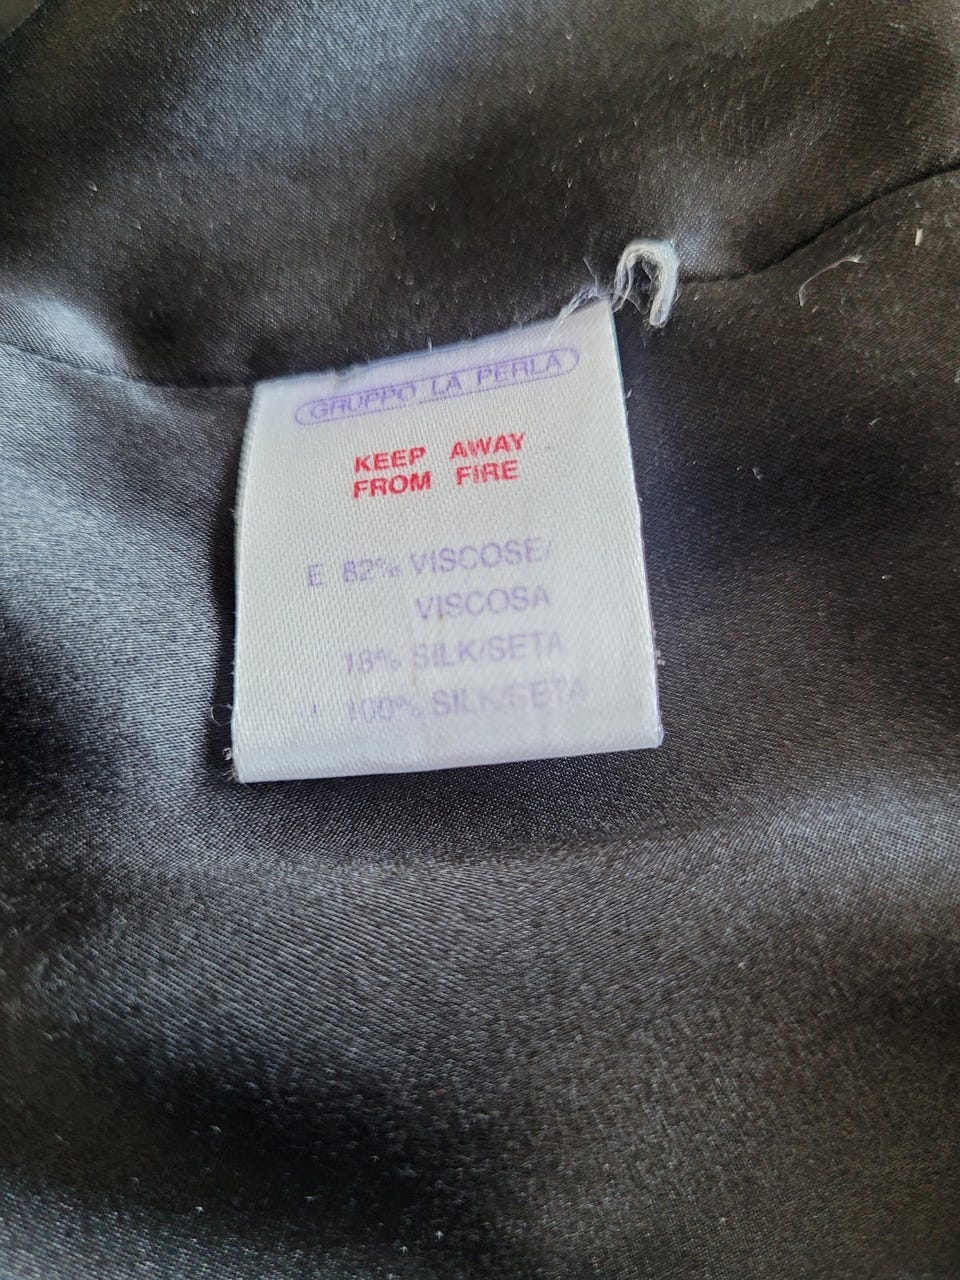 GRUPPO LA PERLA
KEEP AWAY
FROM FIRE
E 82% VISCOSE/
VISCOSA
18% SILK/SETA
I 100% SILK/SETA